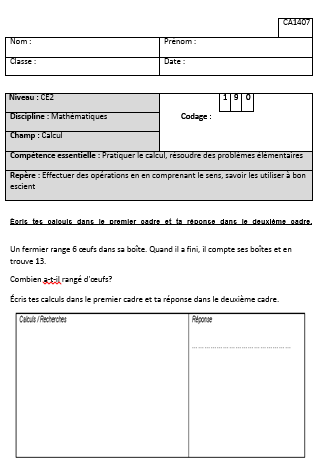 CA1407
Nom : Prénom :
Classe : Date :
Niveau : CE2 1 9 0
Discipline : Mathématiques Codage :
Champ : Calcul
Compétence essentielle : Pratiquer le calcul, résoudre des problèmes élémentaires
Repère : Effectuer des opérations en en comprenant le sens, savoir les utiliser à bon
escient
Écris tes calculs dans le premier cadre et ta réponse dans le deuxième cadre.
Un fermier range 6 œufs dans sa boîte. Quand il a fini, il compte ses boîtes et en
trouve 13.
Combien a-t-il rangé d'œufs?
Écris tes calculs dans le premier cadre et ta réponse dans le deuxième cadre.
Calculs / Recherches Réponse